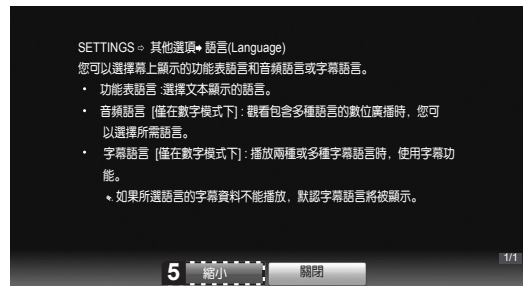 SETTINGS ⇨ 其他選項➡ 語言(Language)
您可以選擇幕上顯示的功能表語言和音頻語言或字幕語言。
• 功能表語言 :選擇文本顯示的語言。
• 音頻語言 [僅在數字模式下] : 觀看包含多種語言的數位廣播時, 您可
以選擇所需語言。
• 字幕語言 [僅在數字模式下] : 播放兩種或多種字幕語言時, 使用字幕功
能。
✎ 如果所選語言的字幕資料不能播放, 默認字幕語言將被顯示。
1/1
5 縮小 關閉